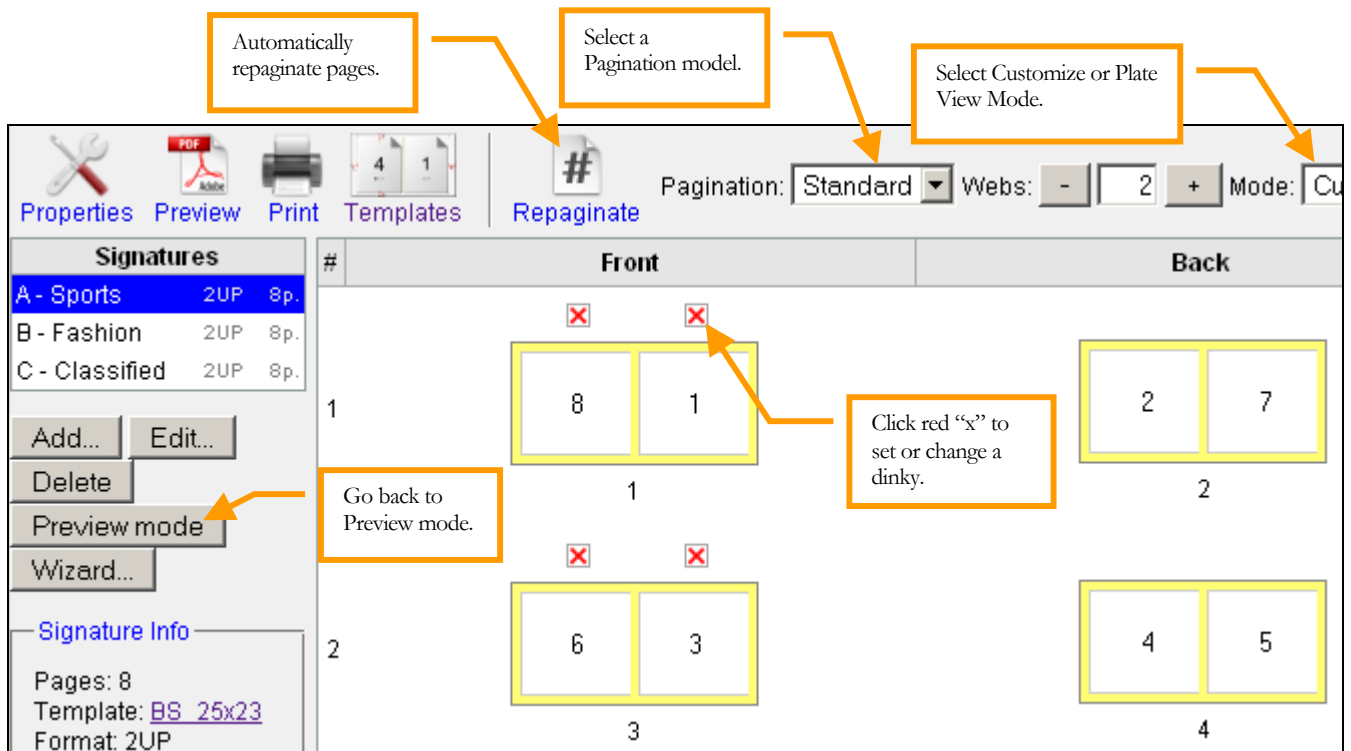 Automatically
repaginate pages.
Select a
Pagination model.
Select Customize or Plate
View Mode.
PDF
Adobe
4 1
#
Properties Preview Print Templates Repaginate
Pagination: Standard Webs: - 2 + Mode: Cu
Signatures
A - Sports 2UP 8p.
B - Fashion 2UP 8p.
C - Classified 2UP 8p.
Add... Edit...
Delete
Preview mode
Wizard...
Signature Info
Pages: 8
Template: BS_25x23
Format: 2UP
# Front Back
1
8 1
2 7
1
2
Click red “x” to
set or change a
dinky.
Go back to
Preview mode.
2
6 3
4 5
3
4